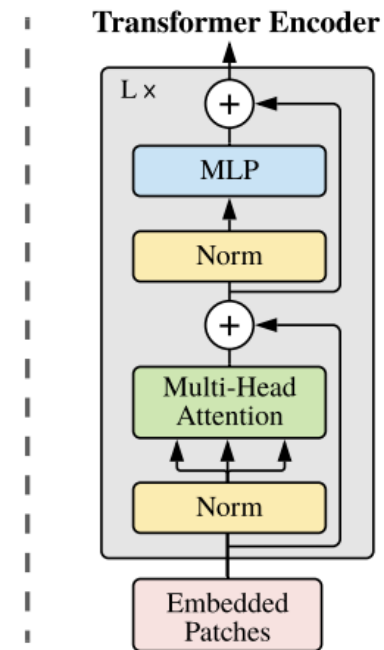 Transformer Encoder
L ×
+
MLP
Norm
+
Multi-Head
Attention
Norm
Embedded
Patches